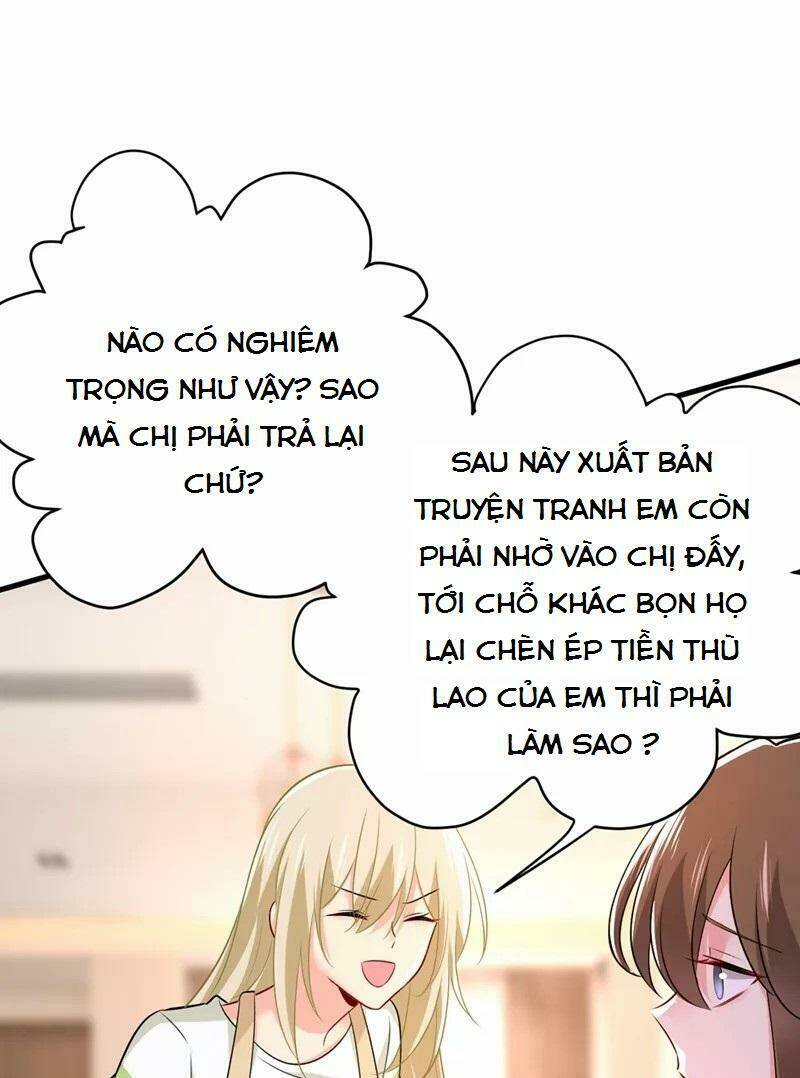 NÀO CÓ NGHIÊM
TRỌNG NHƯ VẬY? SAO
MÀ CHỊ PHẢI TRẢ LẠI
CHỨ?
SAU NÀY XUẤT BẢN
TRUYỆN TRANH EM CÒN
PHẢI NHỜ VÀO CHỊ ĐẤY,
TỚI CHỖ KHÁC BỌN HỌ
LẠI CHÈN ÉP TIỀN THÙ
LAO CỦA EM THÌ PHẢI
LÀM SAO ?